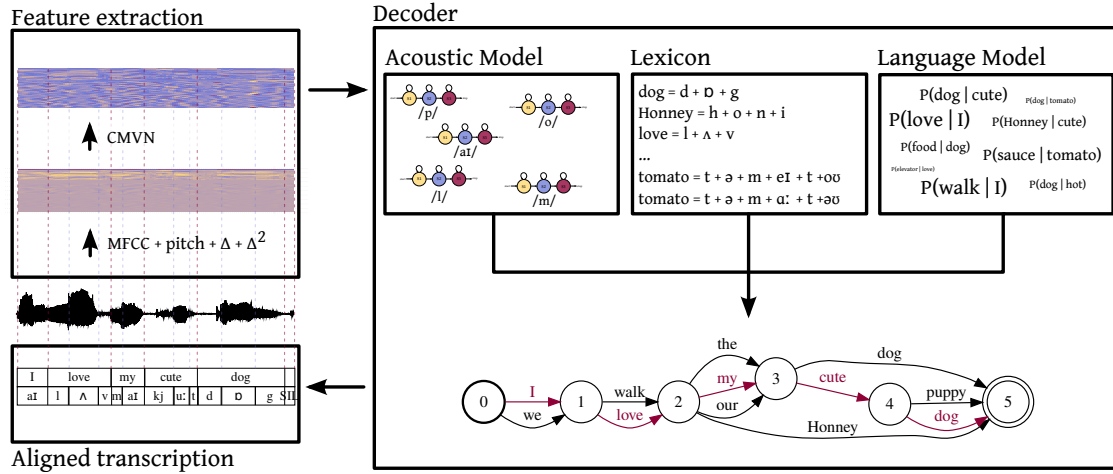 Feature extraction
CMVN
MFCC + pitch + Δ + Δ²
I love my cute dog
aɪ l ʌ v m aɪ kj uː t d ɒ g SIL
Aligned transcription
Decoder
Acoustic Model
/p/
/o/
/aɪ/
/l/
/m/
Lexicon
dog = d + ɒ + g
Honney = h + o + n + i
love = l + ʌ + v
...
tomato = t + ə + m + eɪ + t +oʊ
tomato = t + ə + m + ɑː + t +əʊ
Language Model
P(dog | cute)
P(dog | tomato)
P(love | I)
P(Honney | cute)
P(food | dog)
P(sauce | tomato)
P(elevator | love)
P(walk | I)
P(dog | hot)
0 I we 1 walk love 2 the my our 3 cute dog 4 puppy dog Honney 5